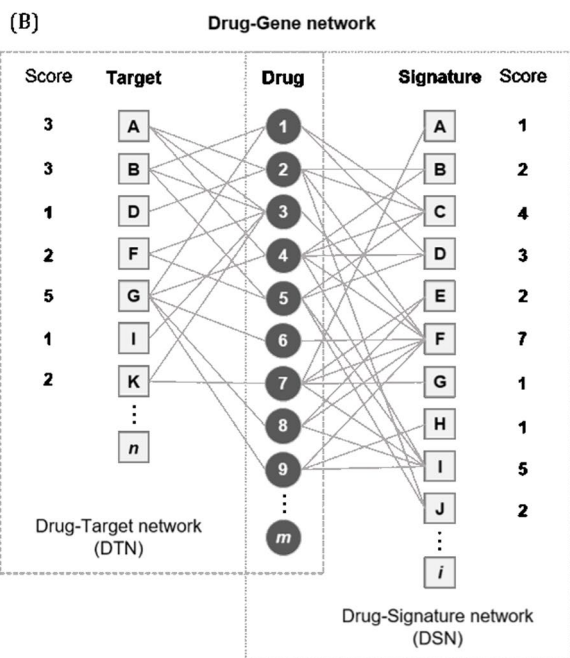 (B)
Drug-Gene network
Score Target Drug Signature Score
3 A 1 A 1
3 B 2 B 2
1 D 3 C 4
2 F 4 D 3
5 G 5 E 2
1 I 6 F 7
2 K 7 G 1
8 H 1
n 9 I 5
J 2
m
i
Drug-Target network
(DTN)
Drug-Signature network
(DSN)